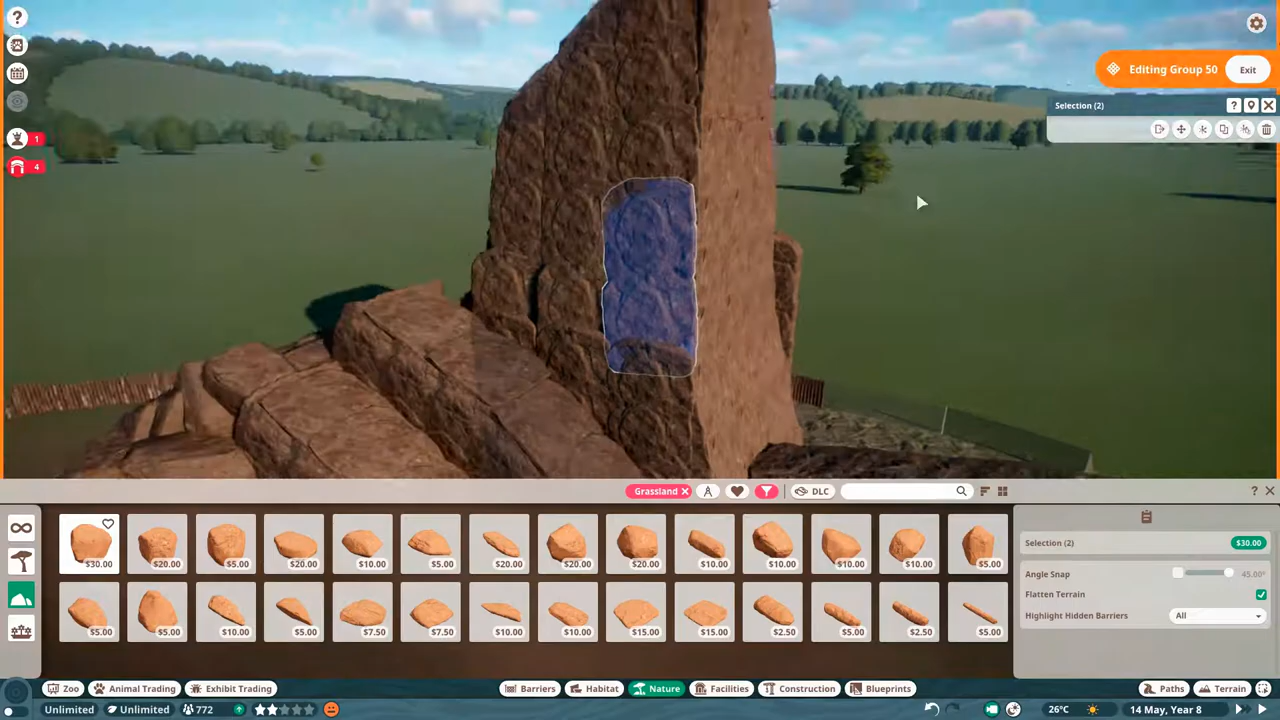 ?
Editing Group 50
Exit
Selection (2)
?
1
4
Grassland
DLC
?
$30.00
$20.00
$5.00
$20.00
$10.00
$5.00
$20.00
$20.00
$20.00
$10.00
$10.00
$10.00
$10.00
$5.00
$5.00
$5.00
$10.00
$5.00
$7.50
$7.50
$10.00
$10.00
$15.00
$15.00
$2.50
$5.00
$2.50
$5.00
Selection (2)
$30.00
Angle Snap
45.00°
Flatten Terrain
Highlight Hidden Barriers
All
Zoo
Animal Trading
Exhibit Trading
Barriers
Habitat
Nature
Facilities
Construction
Blueprints
Paths
Terrain
Unlimited
Unlimited
772
26°C
14 May, Year 8